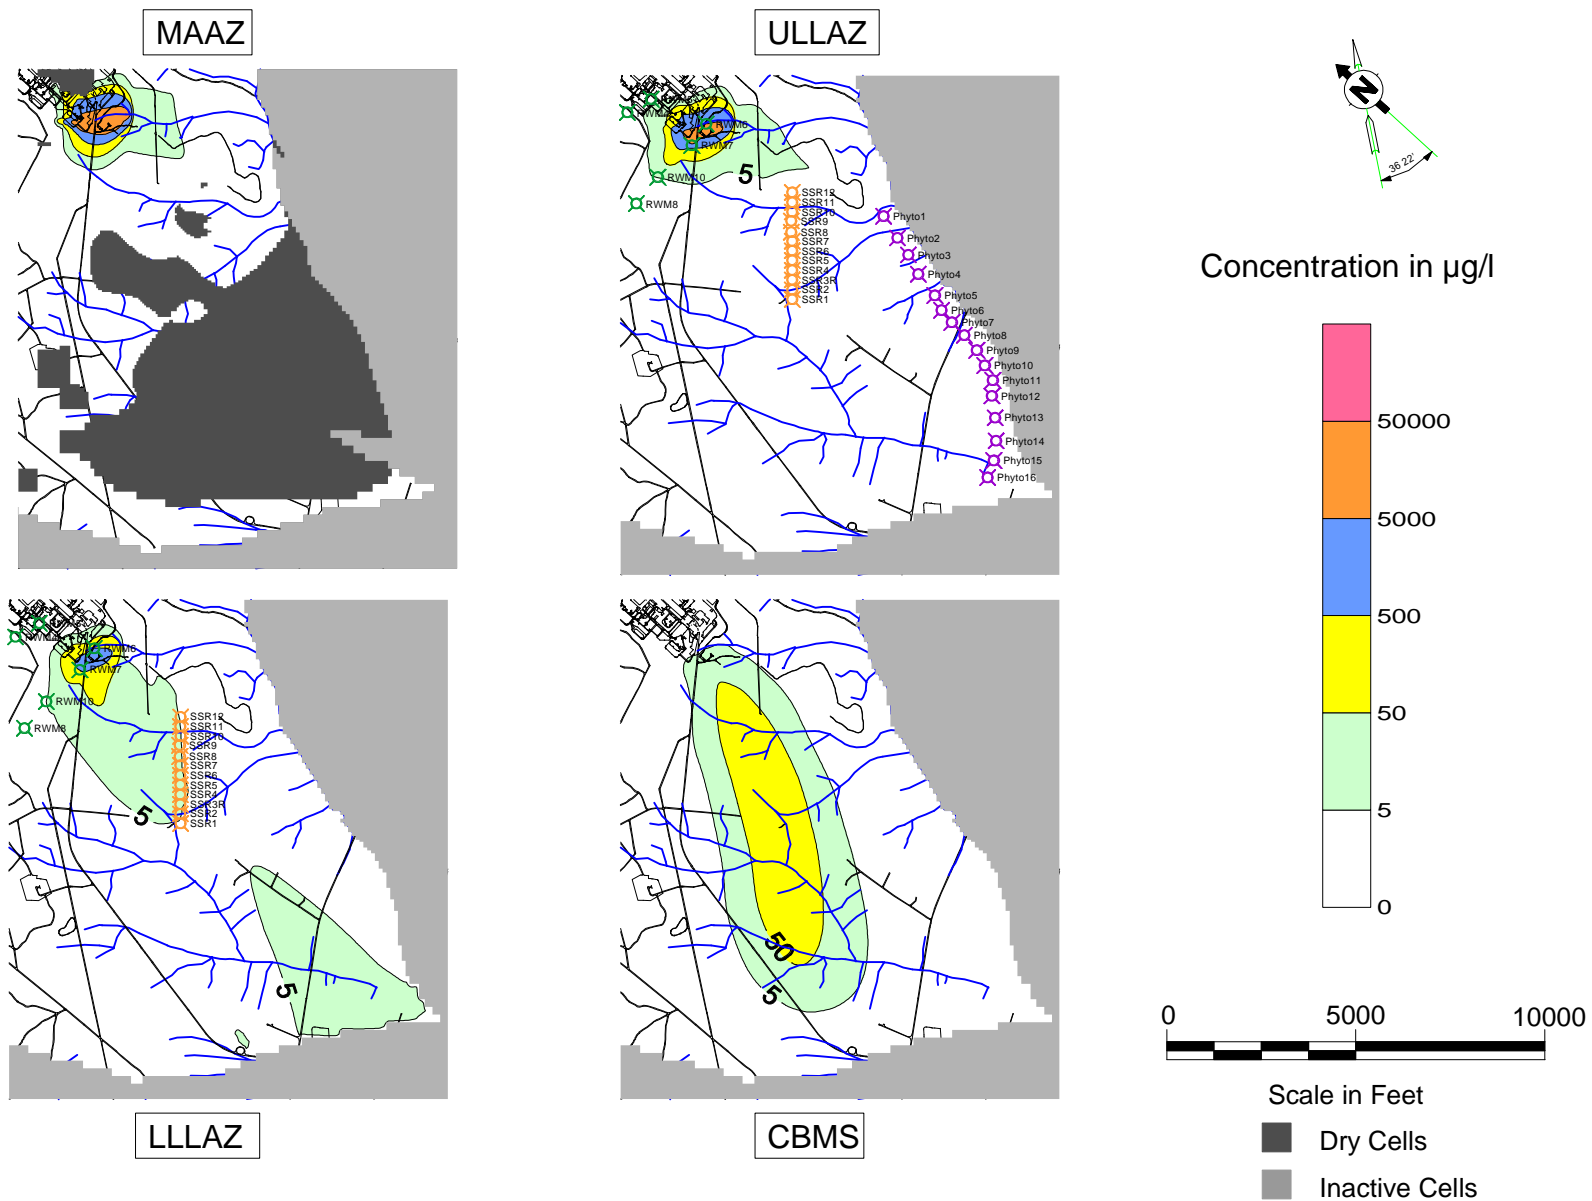 MAAZ
ULLAZ
N
36 22'
RWM6
RWM7
RWM10
RWM8
5
SSR12
SSR11
SSR10
SSR9
SSR8
SSR7
SSR6
SSR5
SSR4
SSR3R
SSR2
SSR1
Phyto1
Phyto2
Phyto3
Phyto4
Phyto5
Phyto6
Phyto7
Phyto8
Phyto9
Phyto10
Phyto11
Phyto12
Phyto13
Phyto14
Phyto15
Phyto16
Concentration in µg/l
50000
5000
500
50
5
0
RWM6
RWM7
RWM10
RWM8
SSR12
SSR11
SSR10
SSR9
SSR8
SSR7
SSR6
SSR5
SSR4
SSR3R
SSR2
SSR1
5
5
50
5
LLLAZ
CBMS
0 5000 10000
Scale in Feet
Dry Cells
Inactive Cells